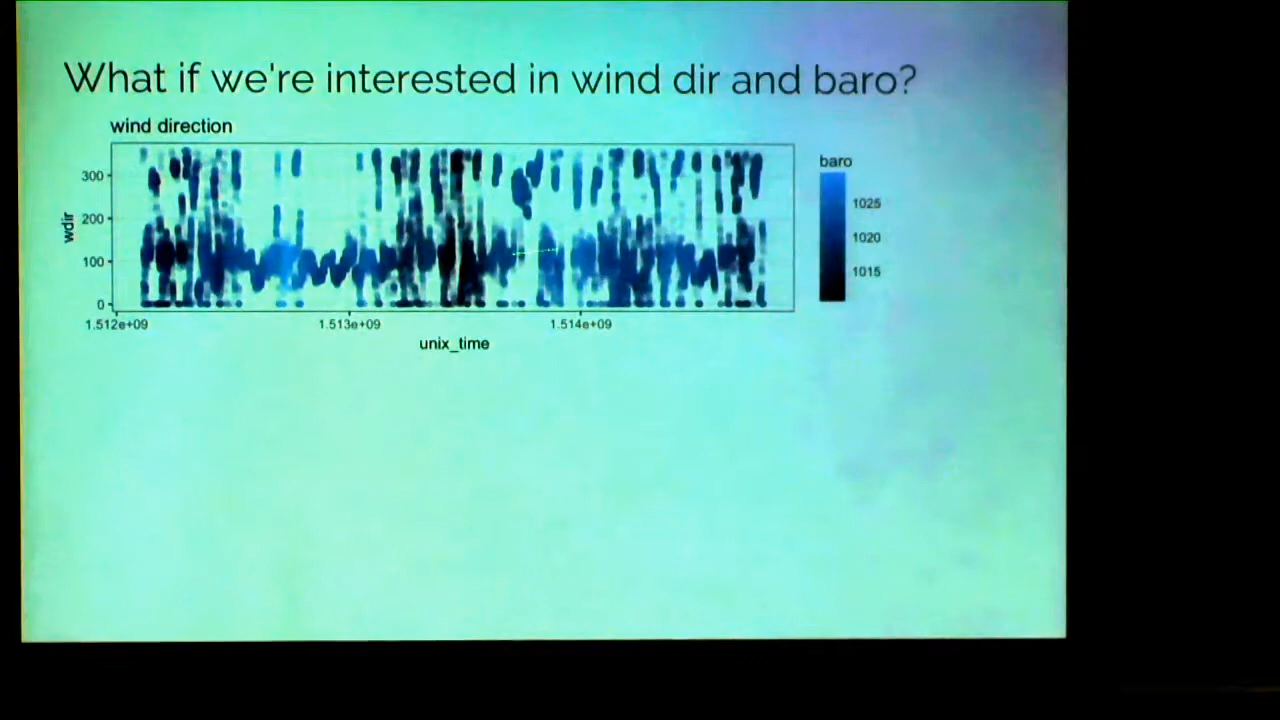 What if we're interested in wind dir and baro?
wind direction
baro
300
200
100
0
wdir
1025
1020
1015
1.512e+09 1.513e+09 1.514e+09
unix_time